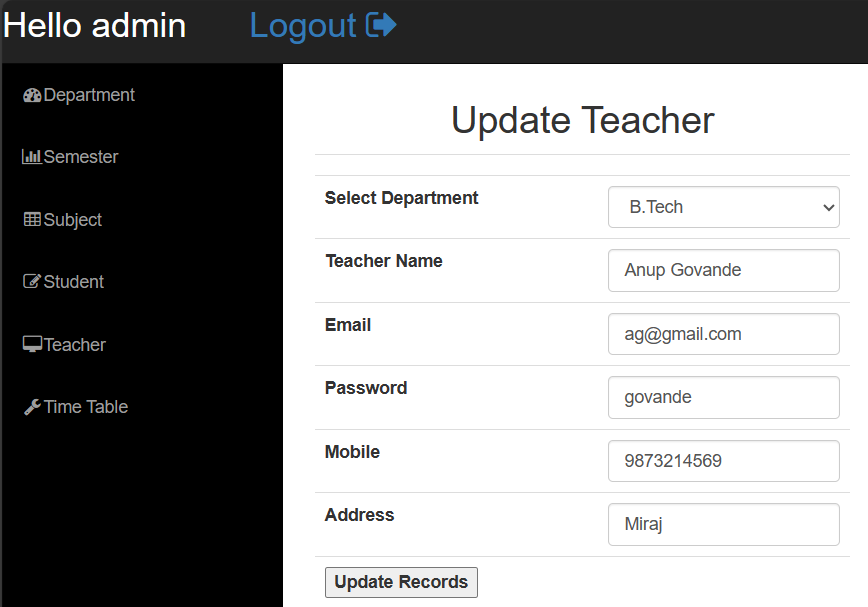 Hello admin
Logout
Department
Semester
Subject
Student
Teacher
Time Table
Update Teacher
Select Department
B.Tech
Teacher Name
Anup Govande
Email
ag@gmail.com
Password
govande
Mobile
9873214569
Address
Miraj
Update Records